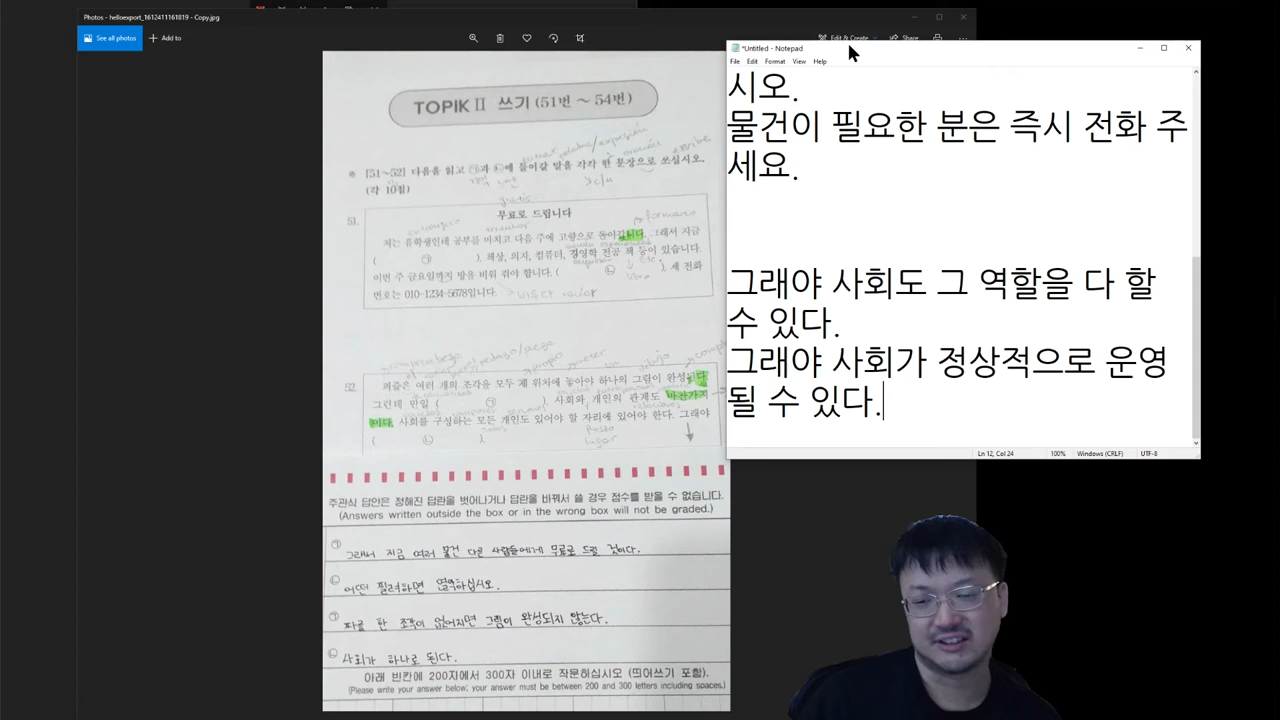 Photos - helloexport_1612411161819 - Copy.jpg
See all photos
Add to
Edit & Create
Share
TOPIK II 쓰기 (51번 ~ 54번)
※ [51~52] 다음을 읽고 ㉠과 ㉡에 들어갈 말을 각각 한 문장으로 쓰십시오.
(각 10점)
51.
무료로 드립니다
저는 유학생인데 공부를 마치고 다음 주에 고향으로 돌아갑니다. 그래서 지금
( ㉠ ). 책상, 의자, 컴퓨터, 경영학 전공 책 등이 있습니다.
이번 주 금요일까지 방을 비워 줘야 합니다. ( ㉡ ). 제 전화
번호는 010-1234-5678입니다.
52.
퍼즐은 여러 개의 조각을 모두 제 위치에 놓아야 하나의 그림이 완성된다.
그런데 만일 ( ㉠ ). 사회와 개인의 관계도 마찬가지
이다. 사회를 구성하는 모든 개인도 있어야 할 자리에 있어야 한다. 그래야
( ㉡ ).
주관식 답안은 정해진 답란을 벗어나거나 답란을 바꿔서 쓸 경우 점수를 받을 수 없습니다.
(Answers written outside the box or in the wrong box will not be graded.)
㉠ 그래서 지금 여러 물건 다른 사람들에게 무료로 드릴 것이다.
㉡ 어떤 필려하면 연락하십시오.
㉠ 퍼즐 한 조각이 없어지면 그림이 완성되지 않는다.
㉡ 사회가 하나로 된다.
아래 빈칸에 200자에서 300자 이내로 작문하십시오 (띄어쓰기 포함).
(Please write your answer below; your answer must be between 200 and 300 letters including spaces.)
*Untitled - Notepad
File Edit Format View Help
시오.
물건이 필요한 분은 즉시 전화 주
세요.
그래야 사회도 그 역할을 다 할
수 있다.
그래야 사회가 정상적으로 운영
될 수 있다.
Ln 12, Col 24 100% Windows (CRLF) UTF-8